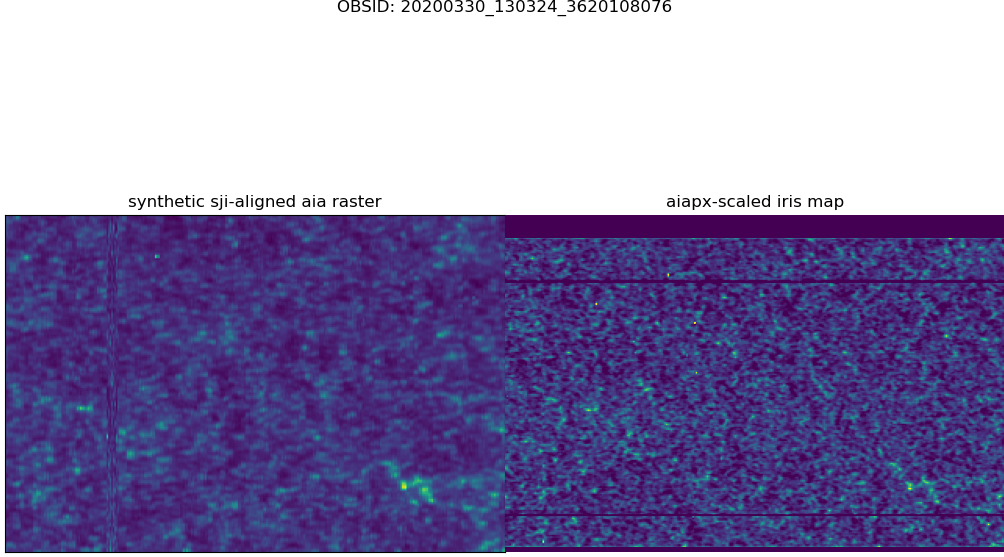 OBSID: 20200330_130324_3620108076
synthetic sji-aligned aia raster
aiapx-scaled iris map